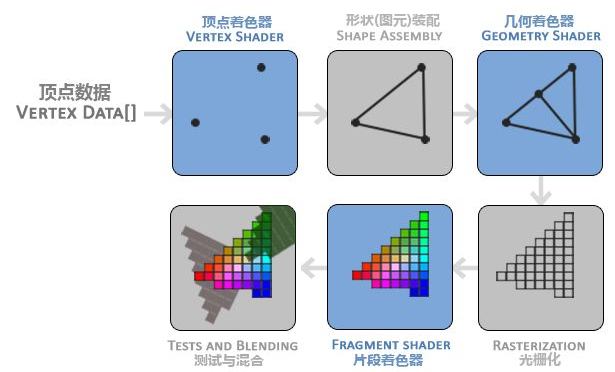 顶点着色器
VERTEX SHADER
形状(图元)装配
SHAPE ASSEMBLY
几何着色器
GEOMETRY SHADER
顶点数据
VERTEX DATA[]
TESTS AND BLENDING
测试与混合
FRAGMENT SHADER
片段着色器
RASTERIZATION
光栅化